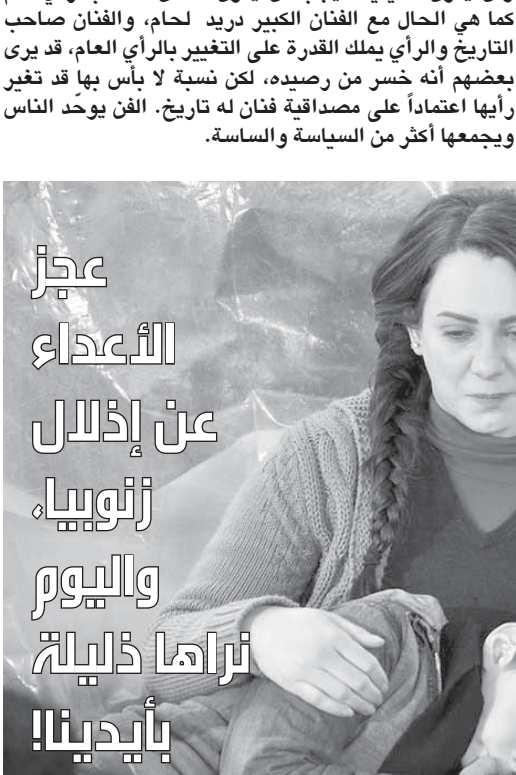 كما هي الحال مع الفنان الكبير دريد لحام، والفنان صاحب
التاريخ والرأي يملك القدرة على التغيير بالرأي العام، قد يرى
بعضهم أنه خسر من رصيده، لكن نسبة لا بأس بها قد تغير
رأيها اعتماداً على مصداقية فنان له تاريخ. الفن يوحّد الناس
ويجمعها أكثر من السياسة والساسة.
عجز
الأعداء
عن إذلال
زنوبيا،
واليوم
نراها ذليلة
بأيدينا!